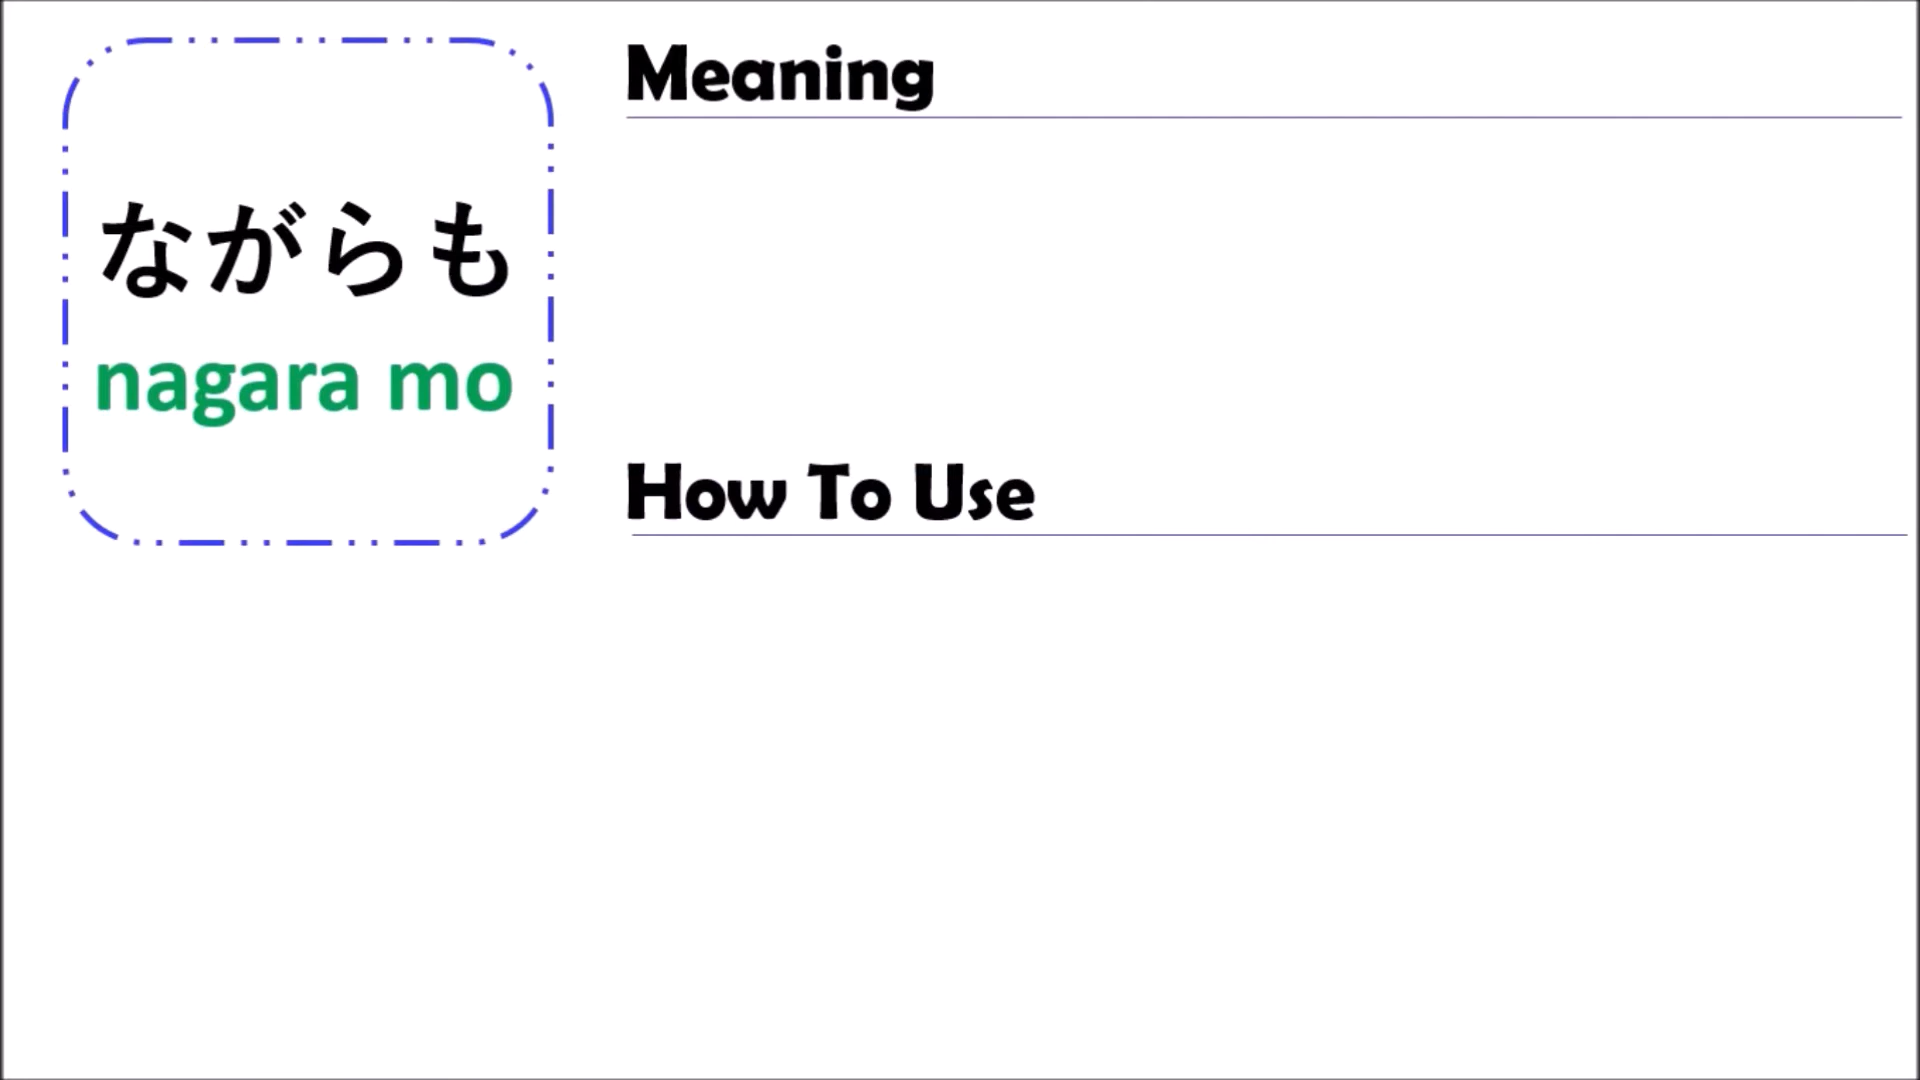 ながらも
nagara mo
Meaning
How To Use